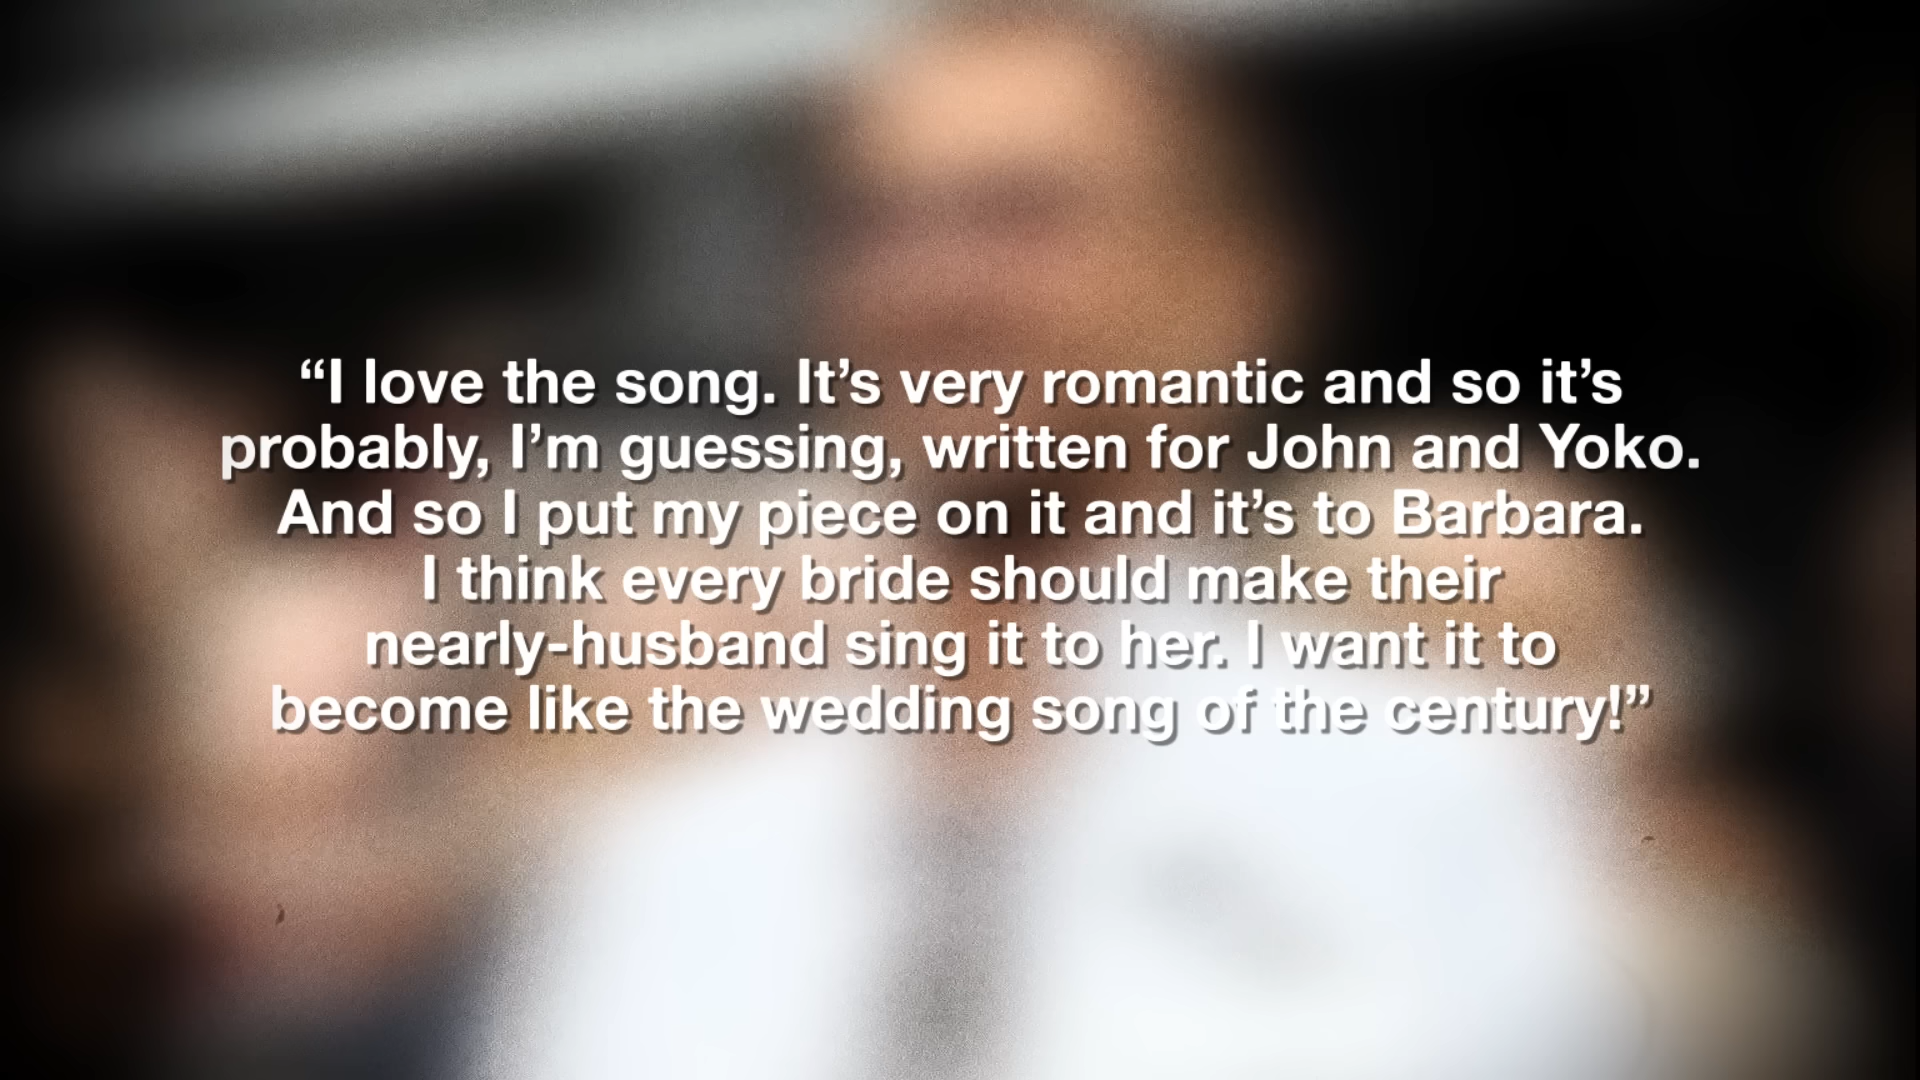 “I love the song. It’s very romantic and so it’s
probably, I’m guessing, written for John and Yoko.
And so I put my piece on it and it’s to Barbara.
I think every bride should make their
nearly-husband sing it to her. I want it to
become like the wedding song of the century!”